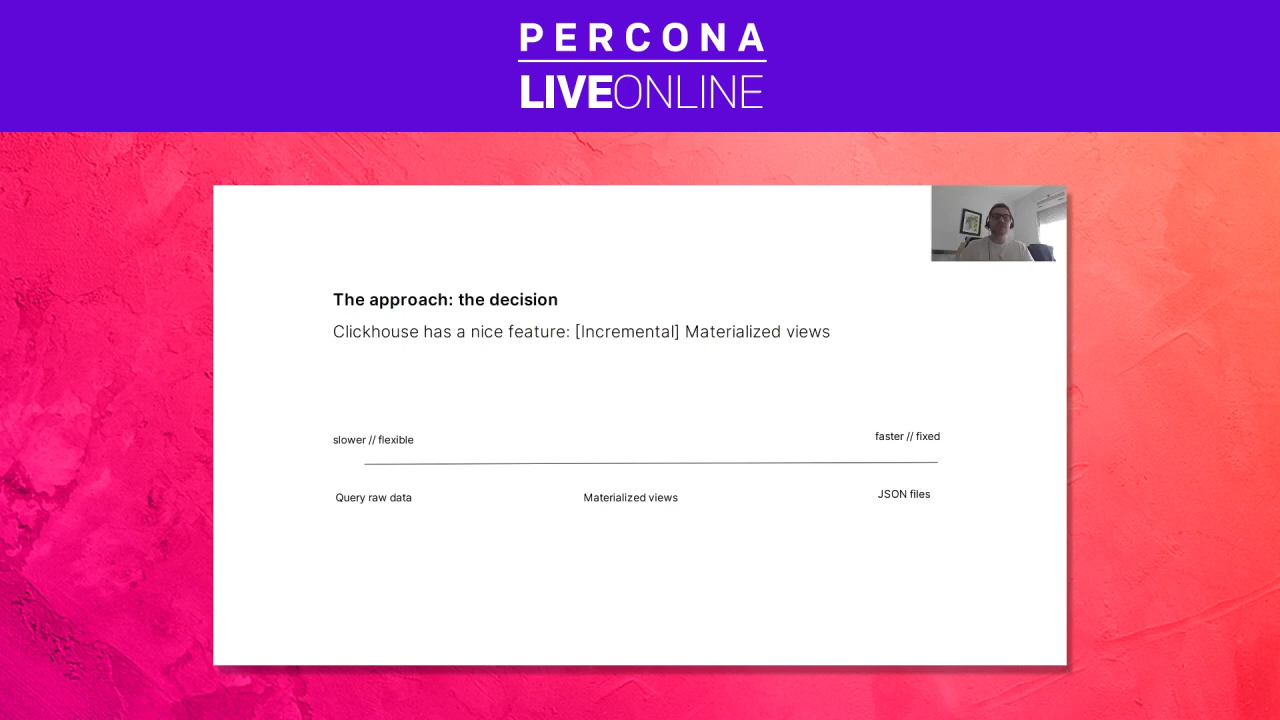 PERCONA
LIVEONLINE
The approach: the decision
Clickhouse has a nice feature: [Incremental] Materialized views
slower // flexible
faster // fixed
Query raw data
Materialized views
JSON files